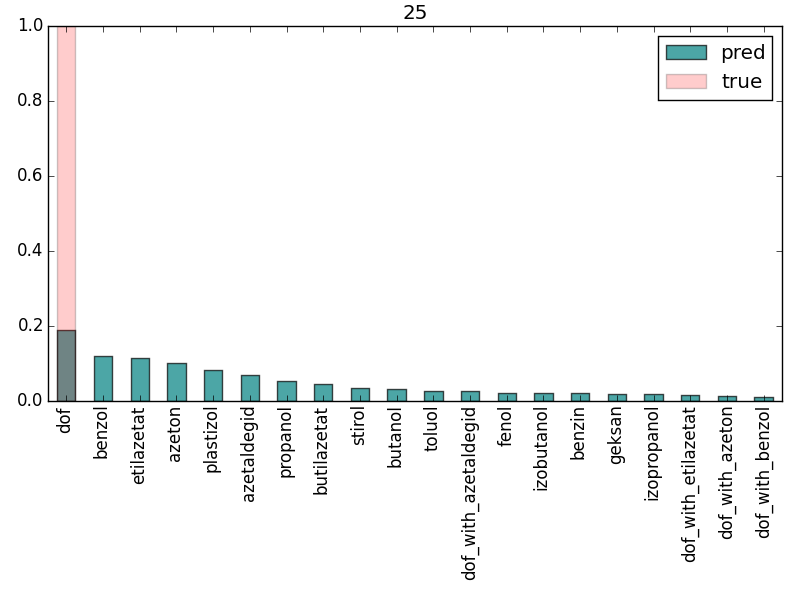 25
1.0
0.8
0.6
0.4
0.2
0.0
pred
true
dof
benzol
etilazetat
azeton
plastizol
azetaldegid
propanol
butilazetat
stirol
butanol
toluol
dof_with_azetaldegid
fenol
izobutanol
benzin
geksan
izopropanol
dof_with_etilazetat
dof_with_azeton
dof_with_benzol